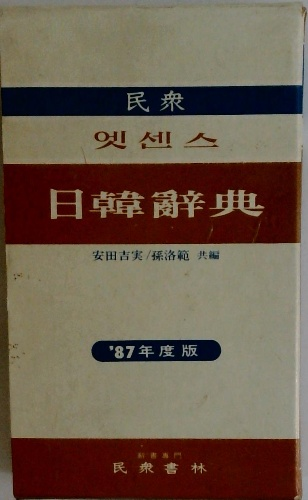 民衆
엣센스
日韓辭典
安田吉実/孫洛範 共編
'87年度版
辭書專門
民衆書林